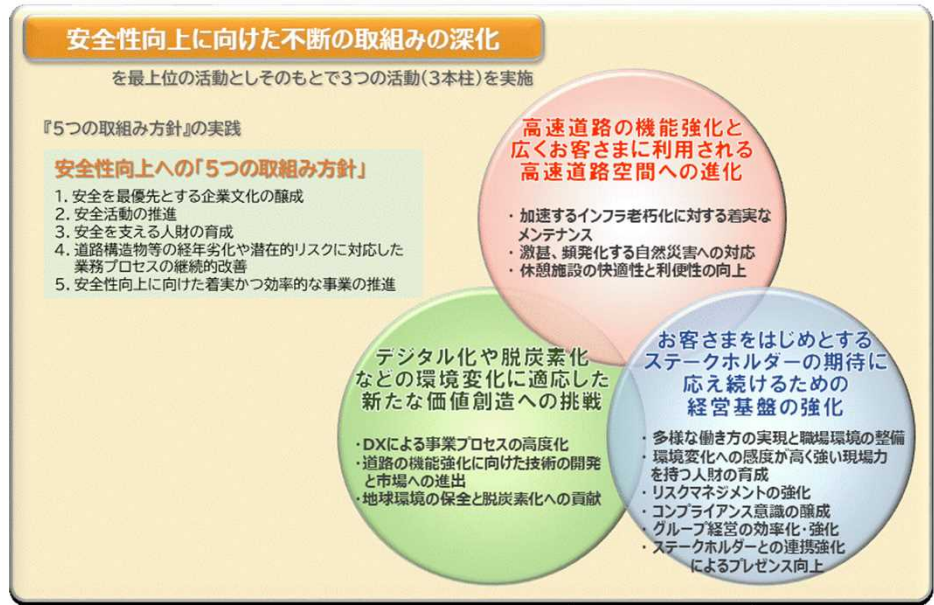 安全性向上に向けた不断の取組みの深化
を最上位の活動としそのもとで3つの活動(3本柱)を実施
『5つの取組み方針』の実践
安全性向上への「5つの取組み方針」
1. 安全を最優先とする企業文化の醸成
2. 安全活動の推進
3. 安全を支える人財の育成
4. 道路構造物等の経年劣化や潜在的リスクに対応した
業務プロセスの継続的改善
5. 安全性向上に向けた着実かつ効率的な事業の推進
高速道路の機能強化と
広くお客さまに利用される
高速道路空間への進化
・加速するインフラ老朽化に対する着実な
メンテナンス
・激甚、頻発化する自然災害への対応
・休憩施設の快適性と利便性の向上
デジタル化や脱炭素化
などの環境変化に適応した
新たな価値創造への挑戦
・DXによる事業プロセスの高度化
・道路の機能強化に向けた技術の開発
と市場への進出
・地球環境の保全と脱炭素化への貢献
お客さまをはじめとする
ステークホルダーの期待に
応え続けるための
経営基盤の強化
・多様な働き方の実現と職場環境の整備
・環境変化への感度が高く強い現場力
を持つ人財の育成
・リスクマネジメントの強化
・コンプライアンス意識の醸成
・グループ経営の効率化・強化
・ステークホルダーとの連携強化
によるプレゼンス向上